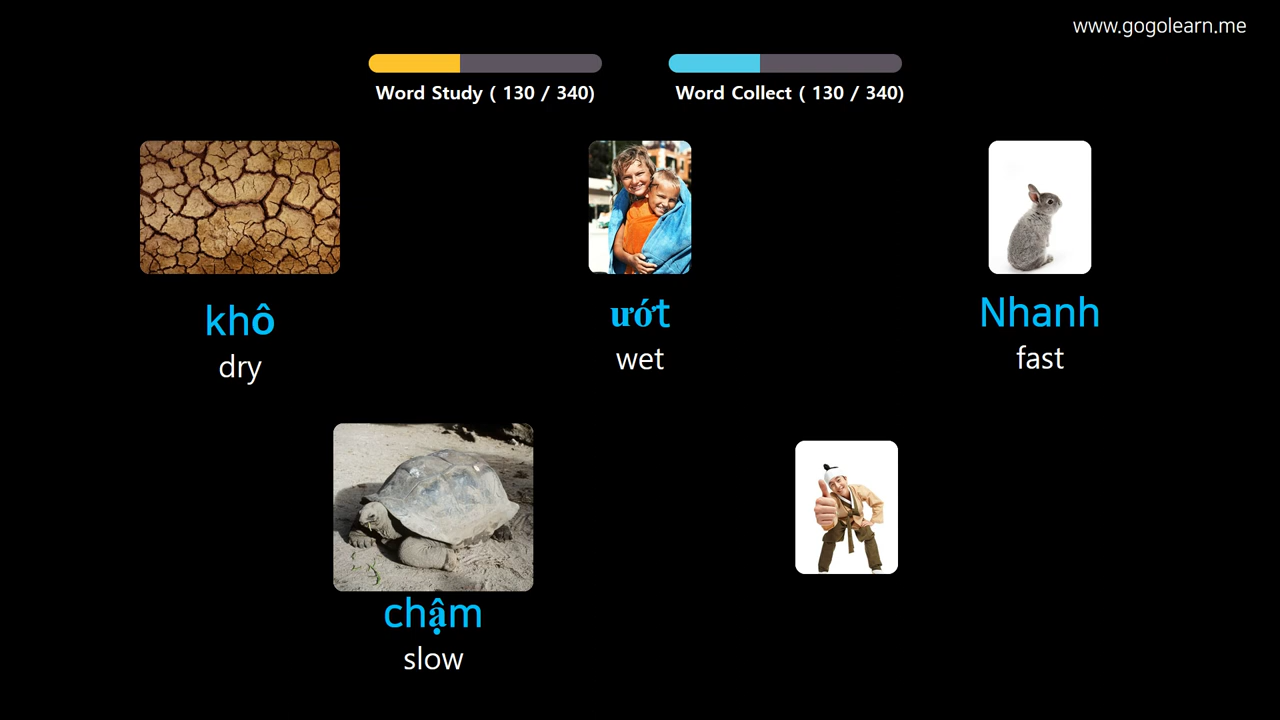 www.gogolearn.me
Word Study ( 130 / 340)
Word Collect ( 130 / 340)
khô
dry
ướt
wet
Nhanh
fast
chậm
slow